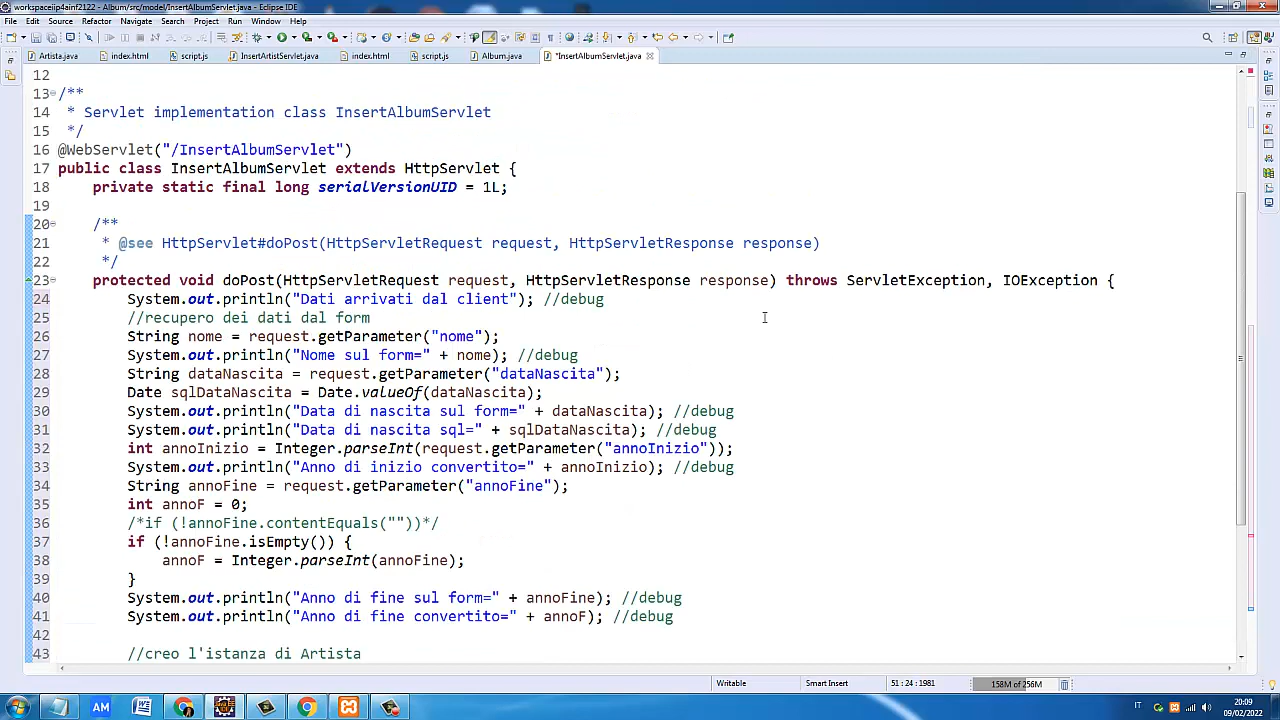 workspaceiip4ainf2122 - Album/src/model/InsertAlbumServlet.java - Eclipse IDE
File Edit Source Refactor Navigate Search Project Run Window Help
Artista.java index.html script.js InsertArtistServlet.java index.html script.js Album.java *InsertAlbumServlet.java
12
13 /**
14 * Servlet implementation class InsertAlbumServlet
15 */
16 @WebServlet("/InsertAlbumServlet")
17 public class InsertAlbumServlet extends HttpServlet {
18 private static final long serialVersionUID = 1L;
19
20 /**
21 * @see HttpServlet#doPost(HttpServletRequest request, HttpServletResponse response)
22 */
23 protected void doPost(HttpServletRequest request, HttpServletResponse response) throws ServletException, IOException {
24 System.out.println("Dati arrivati dal client"); //debug
25 //recupero dei dati dal form
26 String nome = request.getParameter("nome");
27 System.out.println("Nome sul form=" + nome); //debug
28 String dataNascita = request.getParameter("dataNascita");
29 Date sqlDataNascita = Date.valueOf(dataNascita);
30 System.out.println("Data di nascita sul form=" + dataNascita); //debug
31 System.out.println("Data di nascita sql=" + sqlDataNascita); //debug
32 int annoInizio = Integer.parseInt(request.getParameter("annoInizio"));
33 System.out.println("Anno di inizio convertito=" + annoInizio); //debug
34 String annoFine = request.getParameter("annoFine");
35 int annoF = 0;
36 /*if (!annoFine.contentEquals(""))*/
37 if (!annoFine.isEmpty()) {
38 annoF = Integer.parseInt(annoFine);
39 }
40 System.out.println("Anno di fine sul form=" + annoFine); //debug
41 System.out.println("Anno di fine convertito=" + annoF); //debug
42
43 //creo l'istanza di Artista
Writable Smart Insert 51 : 24 : 1981 158M of 256M
AM IT 20:09
09/02/2022